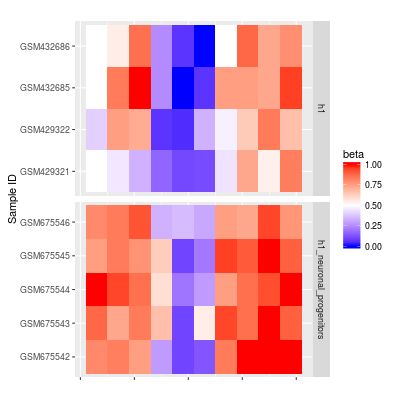 GSM432686
GSM432685
GSM429322
GSM429321
h1
GSM675546
GSM675545
GSM675544
GSM675543
GSM675542
h1_neuronal_progenitors
Sample ID
beta
1.00
0.75
0.50
0.25
0.00